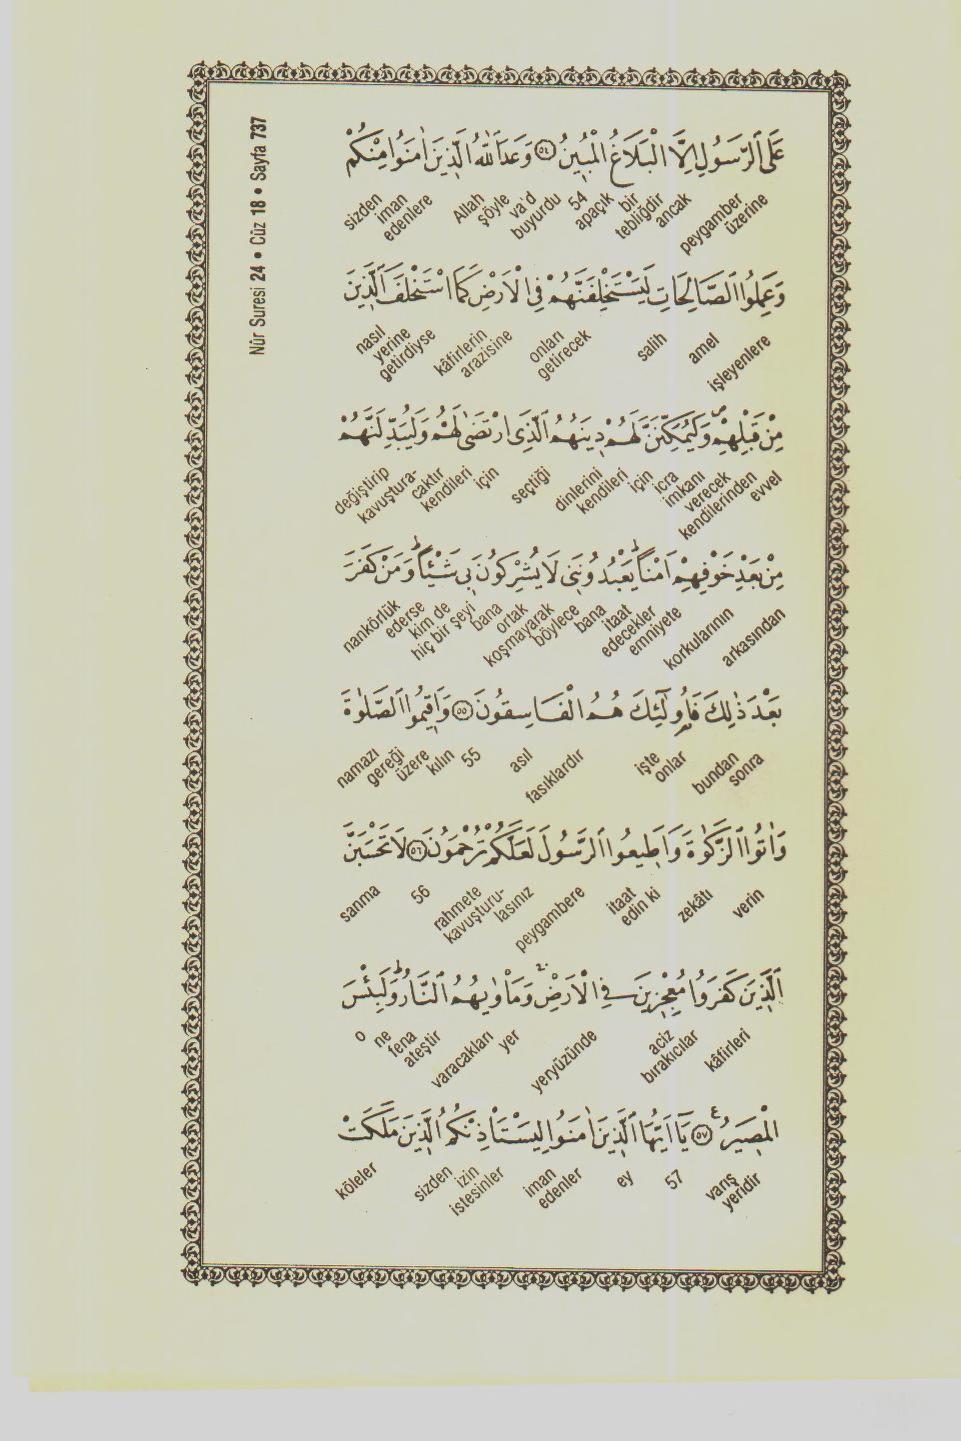 Nûr Suresi 24 • Cüz 18 • Sayfa 737
عَلَى ٱلرَّسُولِ اِلَّا الْبَلَاغُ الْمُبِينُ ﴿٥٤﴾ وَعَدَ اللّٰهُ الَّذِينَ اٰمَنُوا مِنْكُمْ
üzerine peygamber ancak bir tebliğdir apaçık 54 va'd buyurdu şöyle Allah iman edenlere sizden
وَعَمِلُوا الصَّالِحَاتِ لَيَسْتَخْلِفَنَّهُمْ فِي الْاَرْضِ كَمَا اسْتَخْلَفَ الَّذِينَ
işleyenlere amel salih onları getirecek kâfirlerin arazisine nasıl yerine getirdiyse
مِنْ قَبْلِهِمْ ص وَلَيُمَكِّنَنَّ لَهُمْ دِينَهُمُ الَّذِى ارْتَضٰى لَهُمْ وَلَيُبَدِّلَنَّهُمْ
evvel kendilerinden verecek imkanı icra için kendileri dinlerini seçtiği için kendileri kavuştura-caktır değiştirip
مِنْ بَعْدِ خَوْفِهِمْ اَمْنًا ط يَعْبُدُونَنِى لَا يُشْرِكُونَ بِى شَيْئًا ط وَمَنْ كَفَرَ
arkasından korkularının emniyete itaat edecekler bana böylece koşmayarak ortak bana hiç bir şeyi kim de ederse nankörlük
بَعْدَ ذٰلِكَ فَاُولٰٓئِكَ هُمُ الْفَاسِقُونَ ﴿٥٥﴾ وَاَقِيمُوا الصَّلٰوةَ
sonra bundan onlar işte fasıklardır asıl 55 kılın üzere gereği namazı
وَاٰتُوا الزَّكٰوةَ وَاَطِيعُوا الرَّسُولَ لَعَلَّكُمْ تُرْحَمُونَ ﴿٥٦﴾ لَا تَحْسَبَنَّ
verin zekâtı itaat edin ki peygambere rahmete kavuşturu-lasınız 56 sanma
الَّذِينَ كَفَرُوا مُعْجِزِينَ فِي الْاَرْضِ وَمَاْوٰيهُمُ النَّارُ ط وَلَبِئْسَ
kâfirleri aciz bırakıcılar yeryüzünde yer varacakları ateştir fena ne o
الْمَصِيرُ ع ﴿٥٧﴾ يَٓا اَيُّهَا الَّذِينَ اٰمَنُوا لِيَسْتَاْذِنْكُمُ الَّذِينَ مَلَكَتْ
varış yeridir 57 ey iman edenler izin istesinler sizden köleler